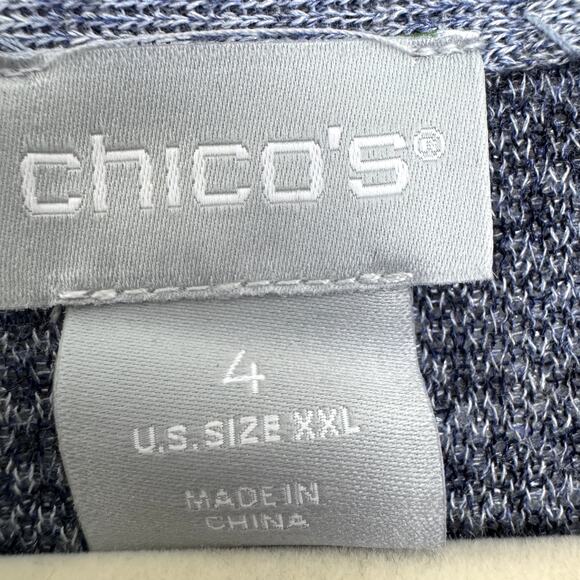 chico's®
4
U.S. SIZE XXL
MADE IN
CHINA